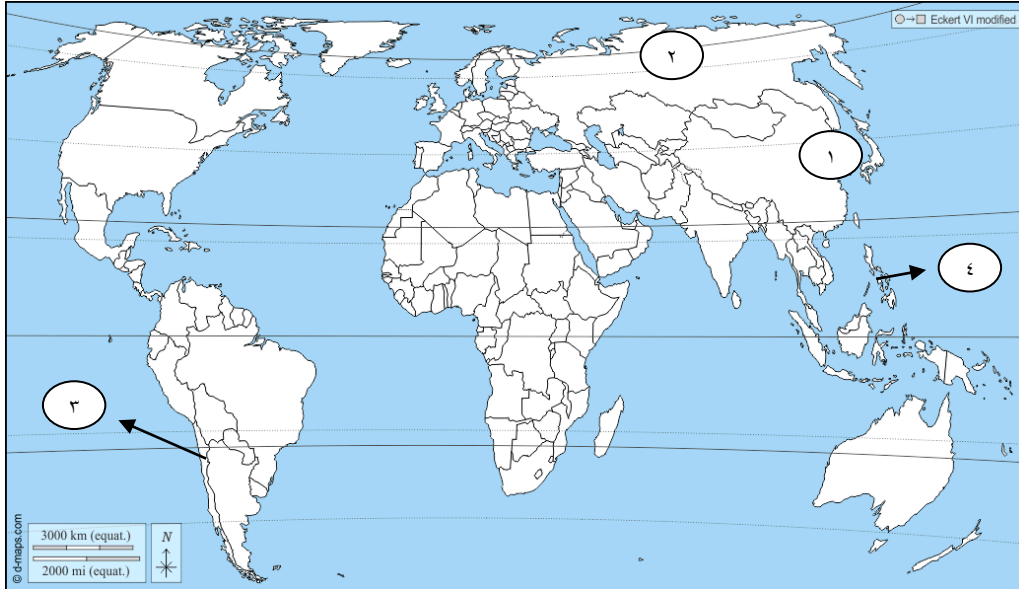 Eckert VI modified
٢
١
٤
٣
3000 km (equat.)
2000 mi (equat.)
N
© d-maps.com